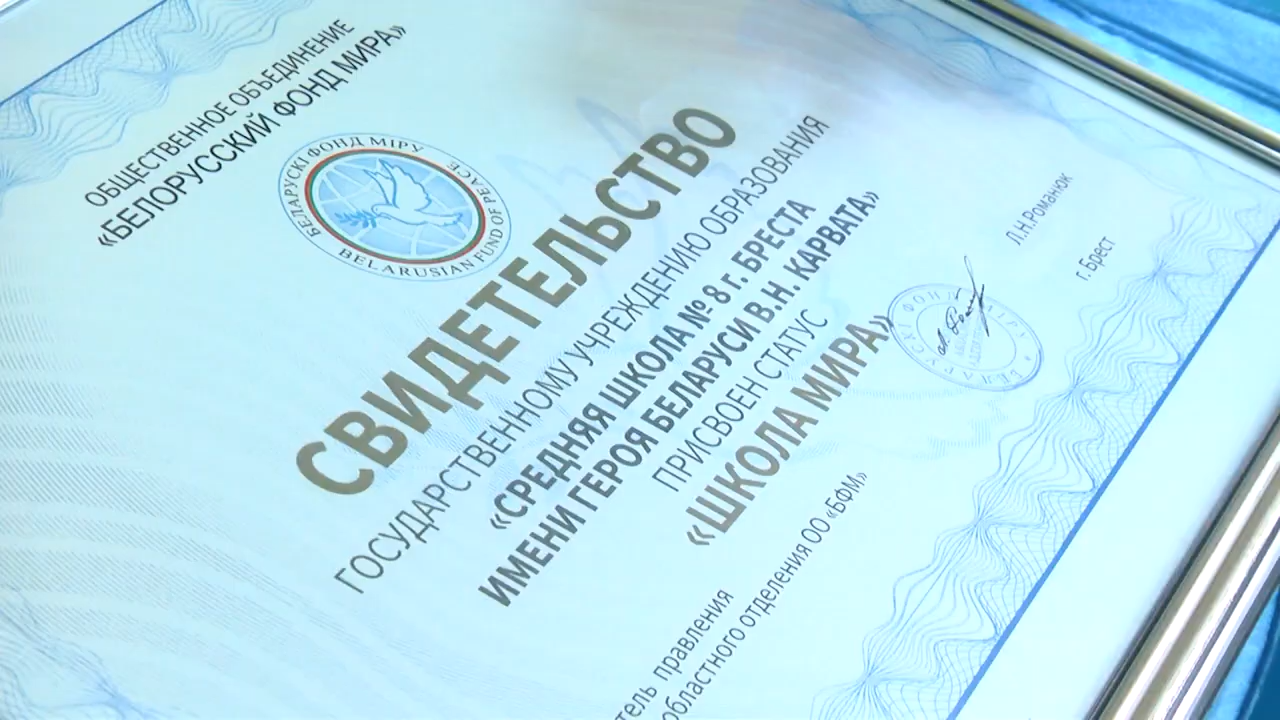 ОБЩЕСТВЕННОЕ ОБЪЕДИНЕНИЕ
«БЕЛОРУССКИЙ ФОНД МИРА»
БЕЛАРУСКІ ФОНД МІРУ
BELARUSIAN FUND OF PEACE
СВИДЕТЕЛЬСТВО
ГОСУДАРСТВЕННОМУ УЧРЕЖДЕНИЮ ОБРАЗОВАНИЯ
«СРЕДНЯЯ ШКОЛА № 8 г. БРЕСТА
ИМЕНИ ГЕРОЯ БЕЛАРУСИ В.Н. КАРВАТА»
ПРИСВОЕН СТАТУС
«ШКОЛА МИРА»
тель правления
областного отделения ОО «БФМ»
Л.Н.Романюк
г. Брест